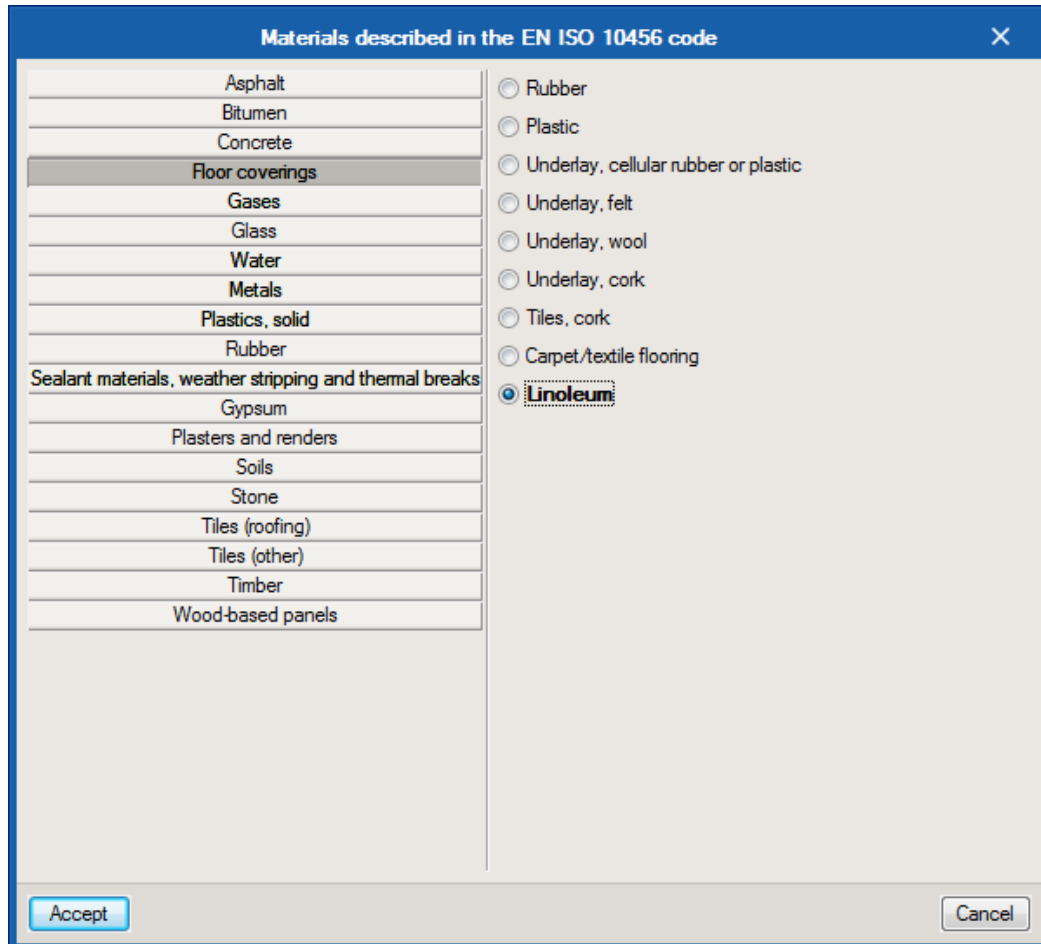 Materials described in the EN ISO 10456 code
Asphalt
Bitumen
Concrete
Floor coverings
Gases
Glass
Water
Metals
Plastics, solid
Rubber
Sealant materials, weather stripping and thermal breaks
Gypsum
Plasters and renders
Soils
Stone
Tiles (roofing)
Tiles (other)
Timber
Wood-based panels
Rubber
Plastic
Underlay, cellular rubber or plastic
Underlay, felt
Underlay, wool
Underlay, cork
Tiles, cork
Carpet/textile flooring
Linoleum
Accept
Cancel